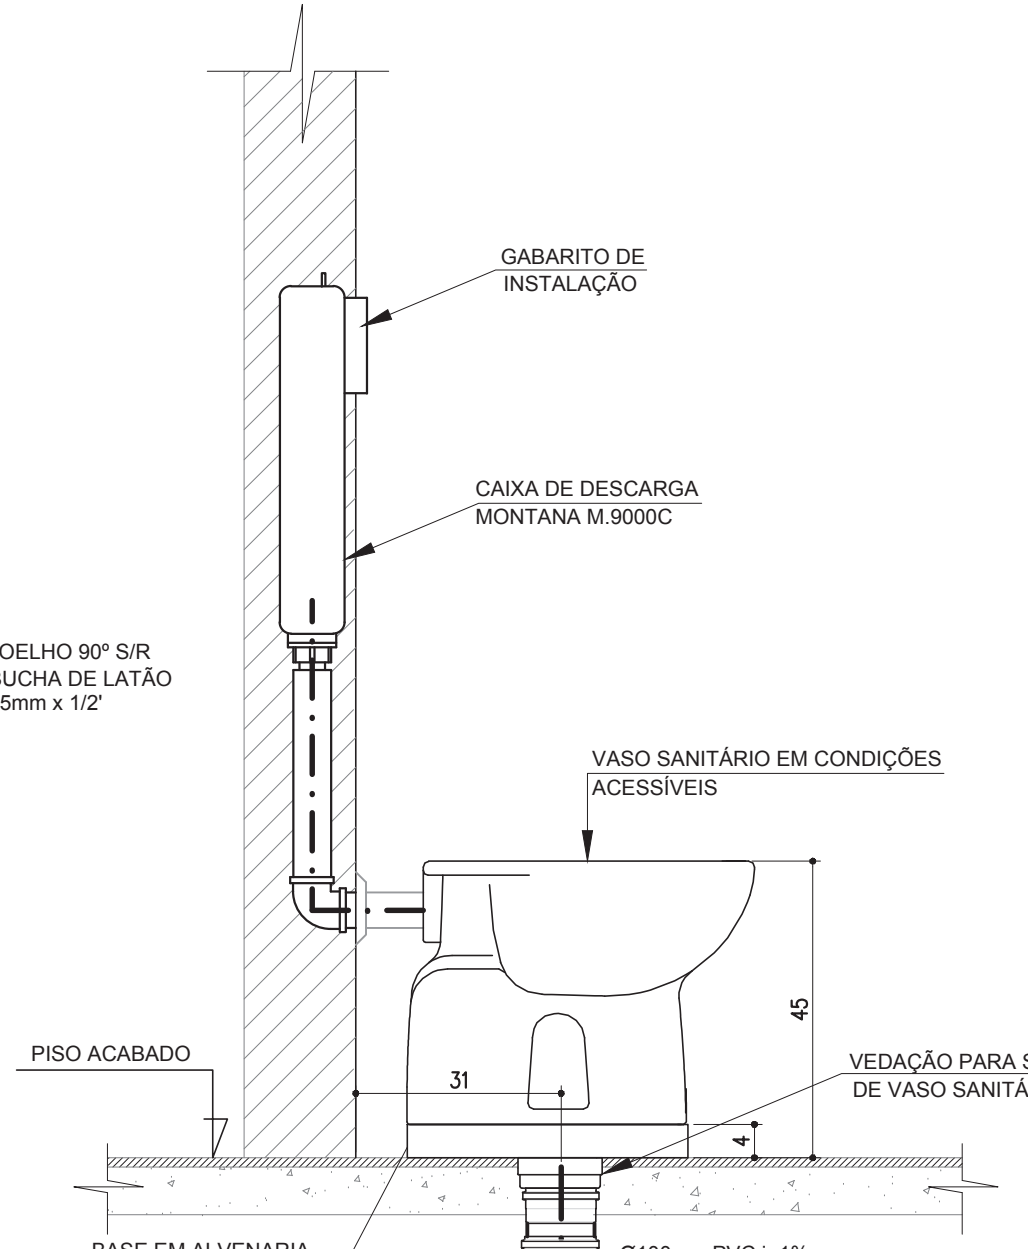 GABARITO DE
INSTALAÇÃO
CAIXA DE DESCARGA
MONTANA M.9000C
OELHO 90º S/R
BUCHA DE LATÃO
5mm x 1/2'
VASO SANITÁRIO EM CONDIÇÕES
ACESSÍVEIS
45
PISO ACABADO
31
VEDAÇÃO PARA S
DE VASO SANITÁ
4
BASE EM ALVENARIA